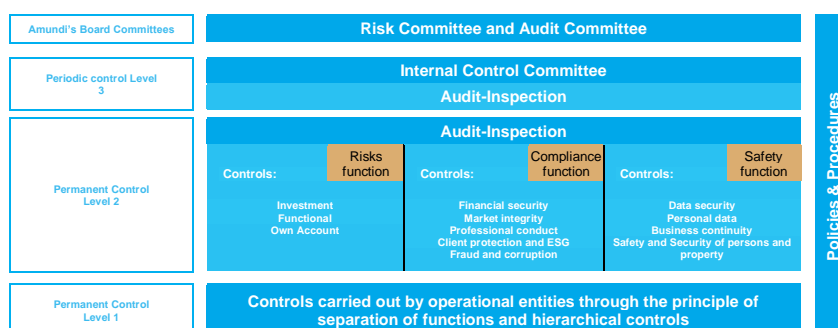 Amundi's Board Committees
Risk Committee and Audit Committee
Periodic control Level
3
Internal Control Committee
Audit-Inspection
Permanent Control
Level 2
Audit-Inspection
Controls:
Risks
function
Investment
Functional
Own Account
Controls:
Compliance
function
Financial security
Market integrity
Professional conduct
Client protection and ESG
Fraud and corruption
Controls:
Safety
function
Data security
Personal data
Business continuity
Safety and Security of persons and
property
Permanent Control
Level 1
Controls carried out by operational entities through the principle of
separation of functions and hierarchical controls
Policies & Procedures